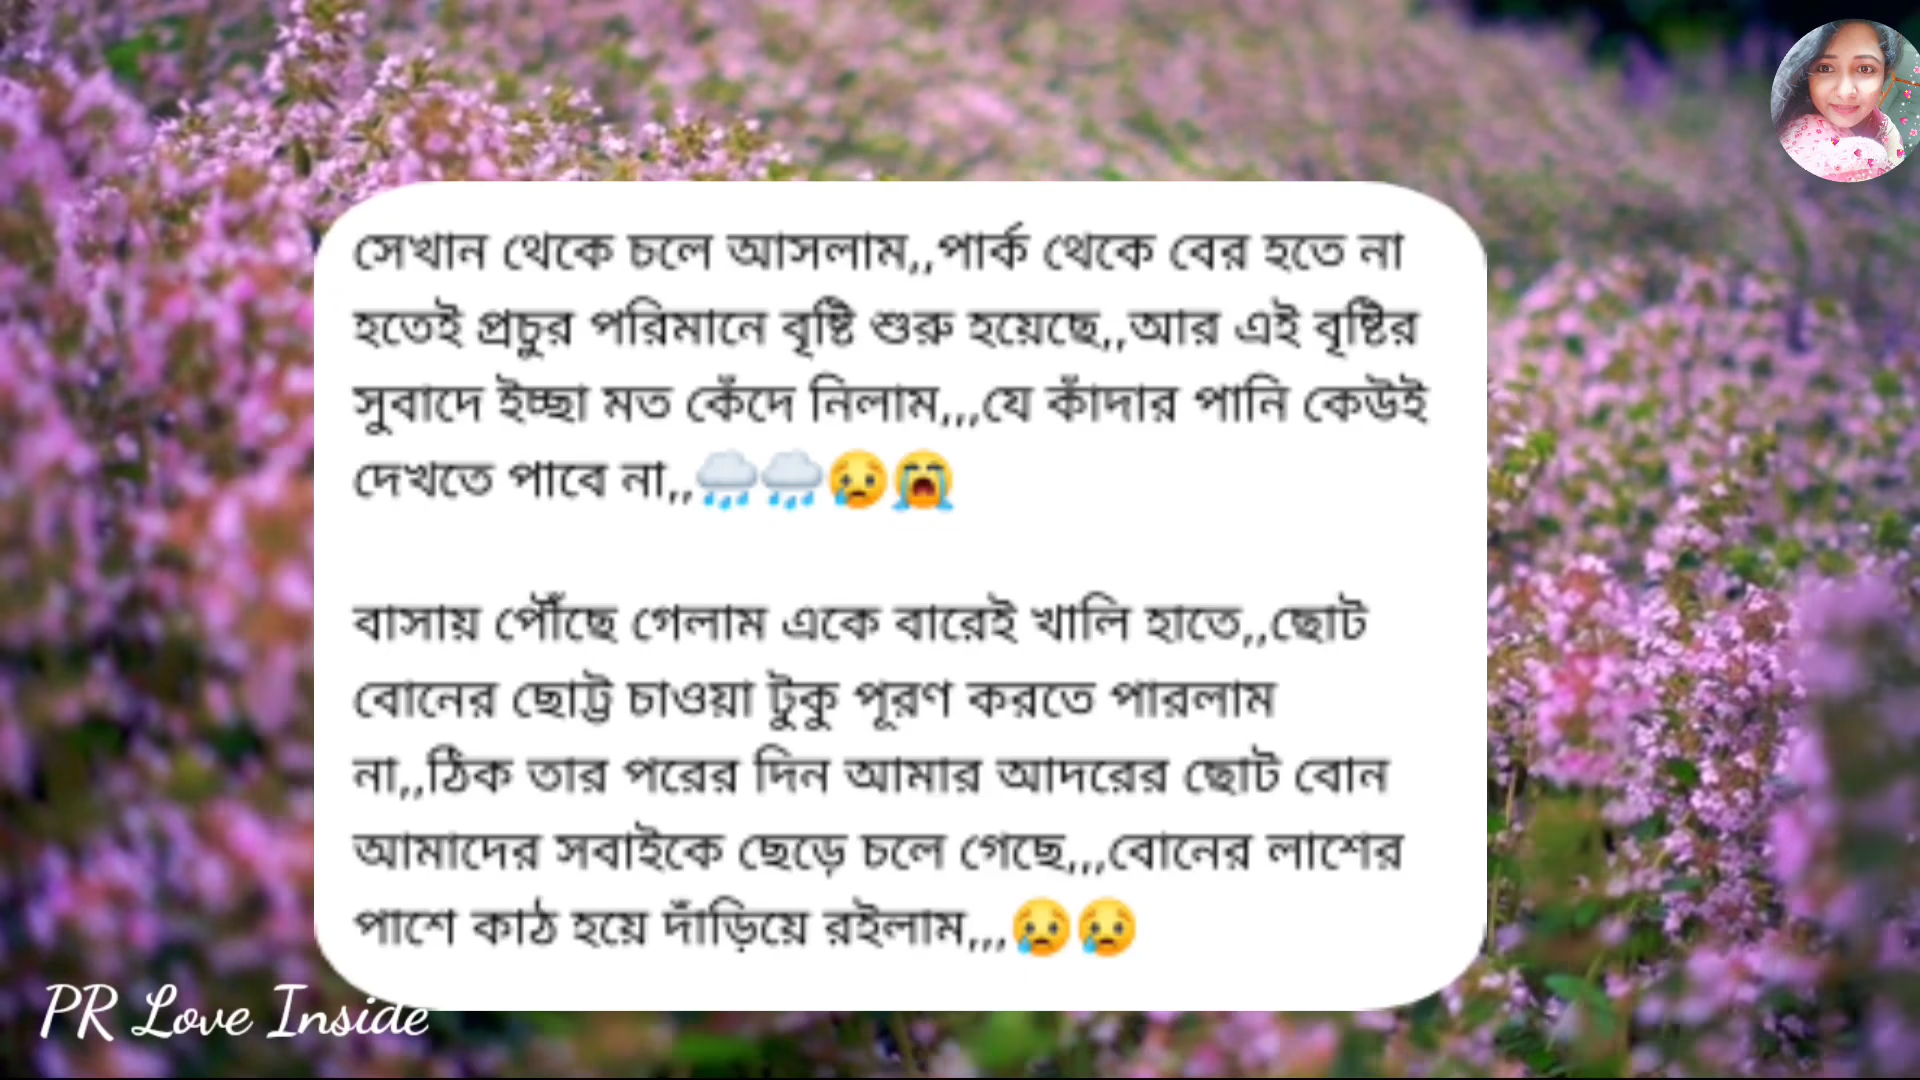 সেখান থেকে চলে আসলাম,,পার্ক থেকে বের হতে না
হতেই প্রচুর পরিমানে বৃষ্টি শুরু হয়েছে,,আর এই বৃষ্টির
সুবাদে ইচ্ছা মত কেঁদে নিলাম,,,যে কাঁদার পানি কেউই
দেখতে পাবে না,,🌧️🌧️😢😭
বাসায় পৌঁছে গেলাম একে বারেই খালি হাতে,,ছোট
বোনের ছোট্ট চাওয়া টুকু পূরণ করতে পারলাম
না,,ঠিক তার পরের দিন আমার আদরের ছোট বোন
আমাদের সবাইকে ছেড়ে চলে গেছে,,,বোনের লাশের
পাশে কাঠ হয়ে দাঁড়িয়ে রইলাম,,,😢😢
PR Love Inside